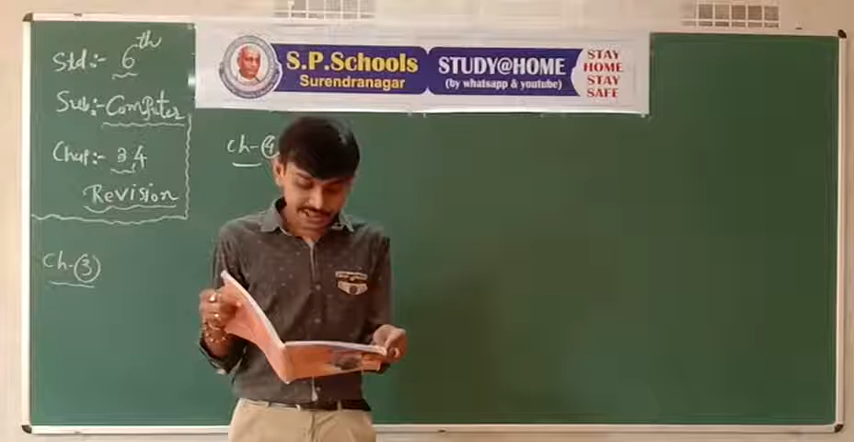 Std:- 6th
Sub:- Computer
Chap:- 3,4
Revision
Ch-③
Ch-④
S.P.Schools
Surendranagar
STUDY@HOME
(by whatsapp & youtube)
STAY
HOME
STAY
SAFE